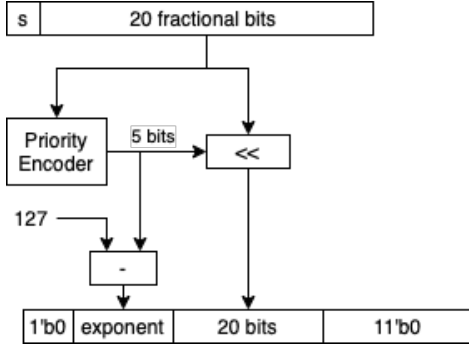 s 20 fractional bits
Priority
Encoder
5 bits
<<
127
-
1'b0 exponent 20 bits 11'b0